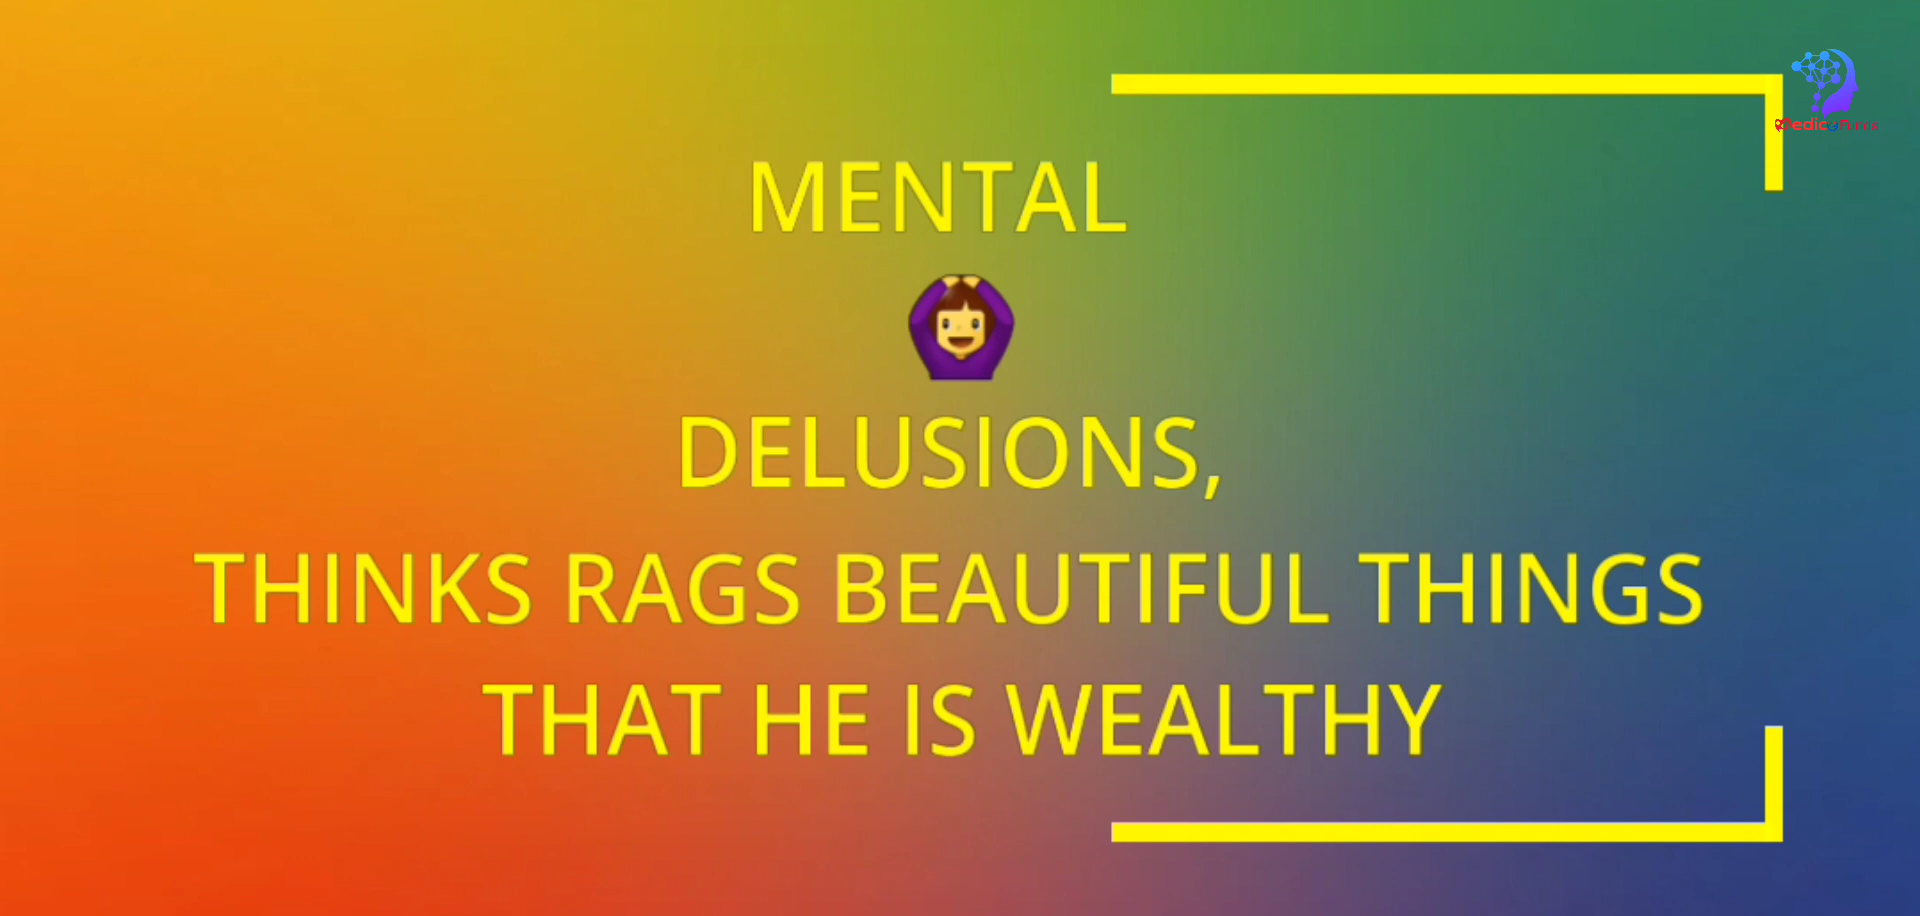 MENTAL
DELUSIONS,
THINKS RAGS BEAUTIFUL THINGS
THAT HE IS WEALTHY